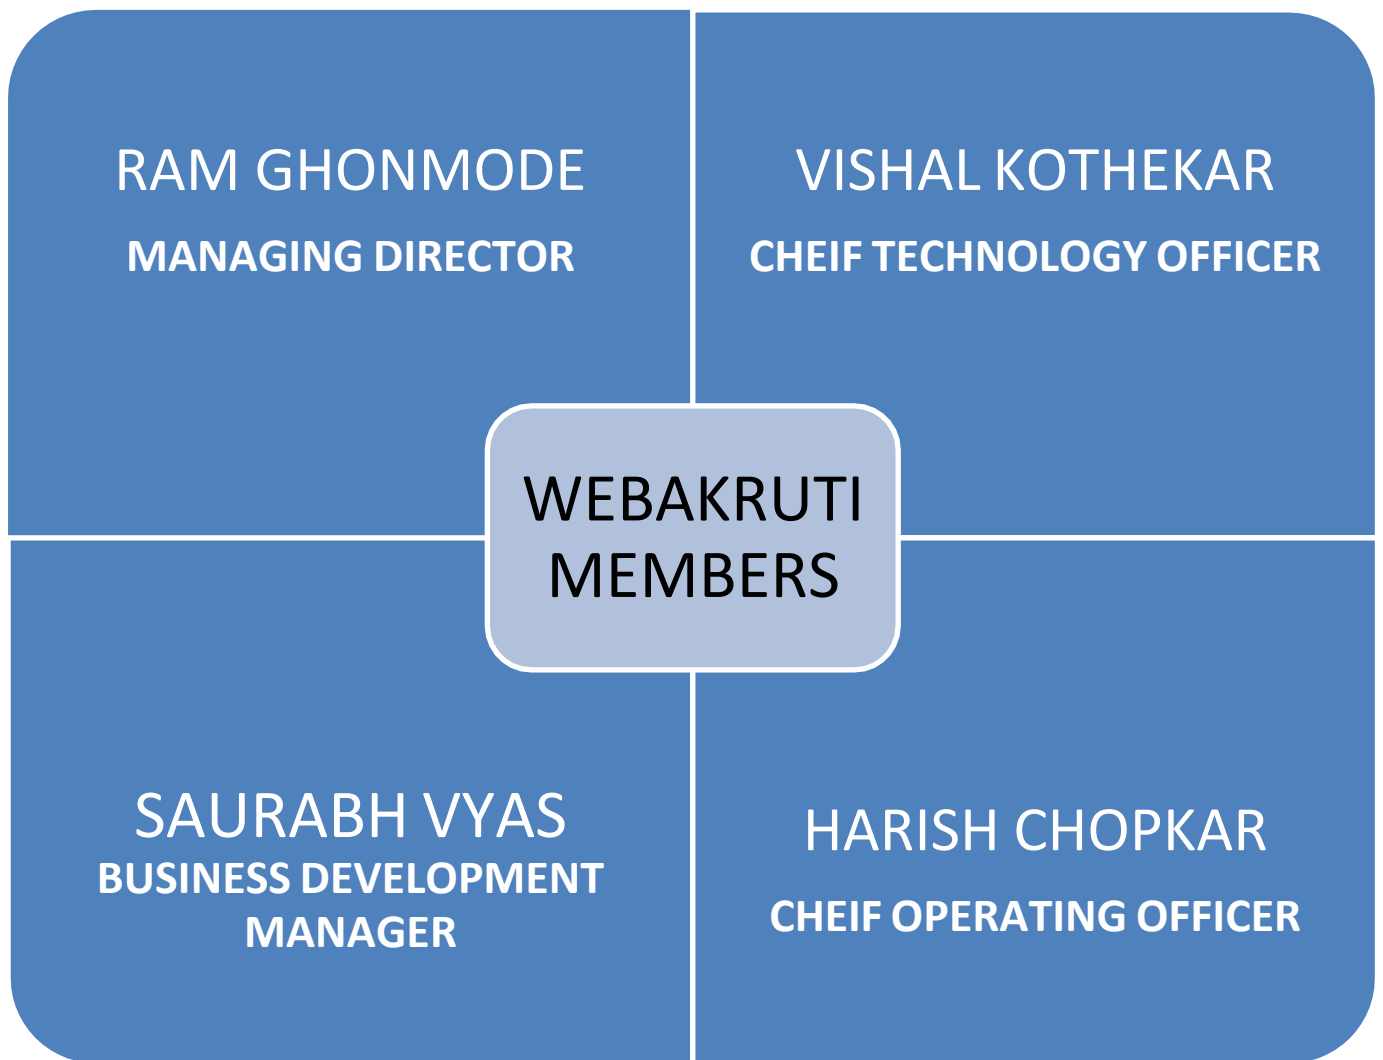 RAM GHONMODE
MANAGING DIRECTOR
VISHAL KOTHEKAR
CHEIF TECHNOLOGY OFFICER
WEBAKRUTI
MEMBERS
SAURABH VYAS
BUSINESS DEVELOPMENT
MANAGER
HARISH CHOPKAR
CHEIF OPERATING OFFICER